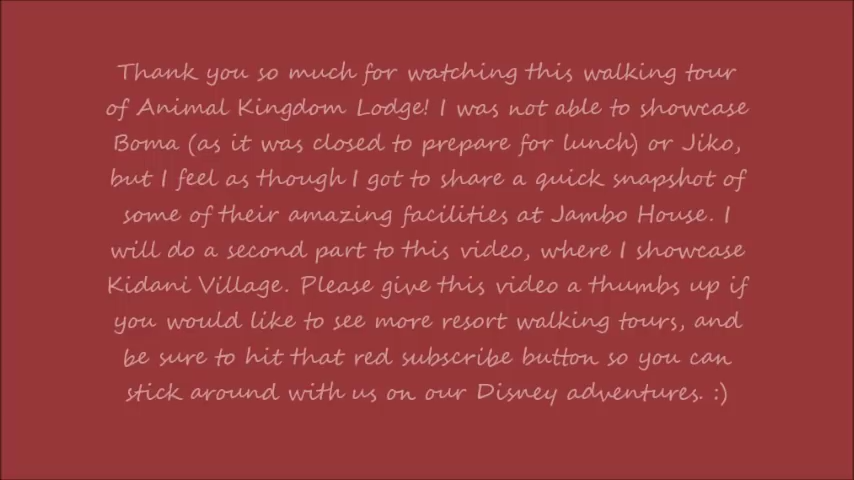 Thank you so much for watching this walking tour
of Animal Kingdom Lodge! I was not able to showcase
Boma (as it was closed to prepare for lunch) or Jiko,
but I feel as though I got to share a quick snapshot of
some of their amazing facilities at Jambo House. I
will do a second part to this video, where I showcase
Kidani Village. Please give this video a thumbs up if
you would like to see more resort walking tours, and
be sure to hit that red subscribe button so you can
stick around with us on our Disney adventures. :)